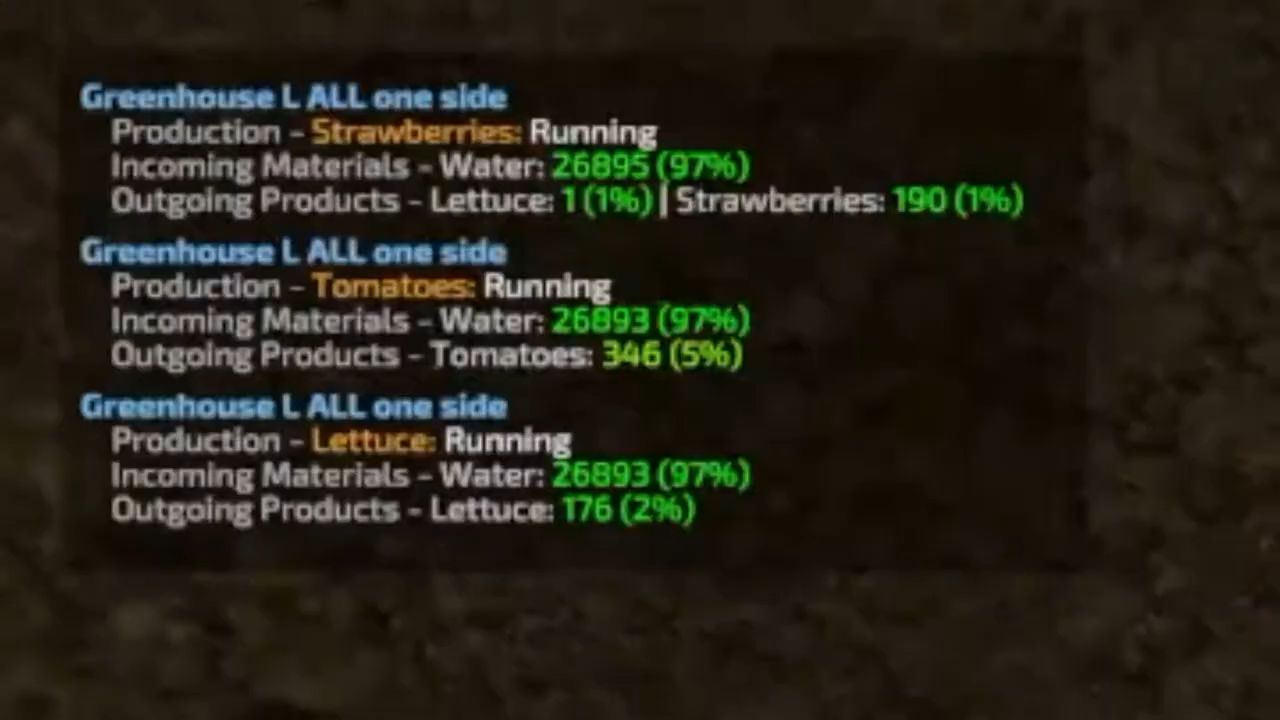 Greenhouse L ALL one side
Production - Strawberries: Running
Incoming Materials - Water: 26895 (97%)
Outgoing Products - Lettuce: 1 (1%) | Strawberries: 190 (1%)
Greenhouse L ALL one side
Production - Tomatoes: Running
Incoming Materials - Water: 26893 (97%)
Outgoing Products - Tomatoes: 346 (5%)
Greenhouse L ALL one side
Production - Lettuce: Running
Incoming Materials - Water: 26893 (97%)
Outgoing Products - Lettuce: 176 (2%)